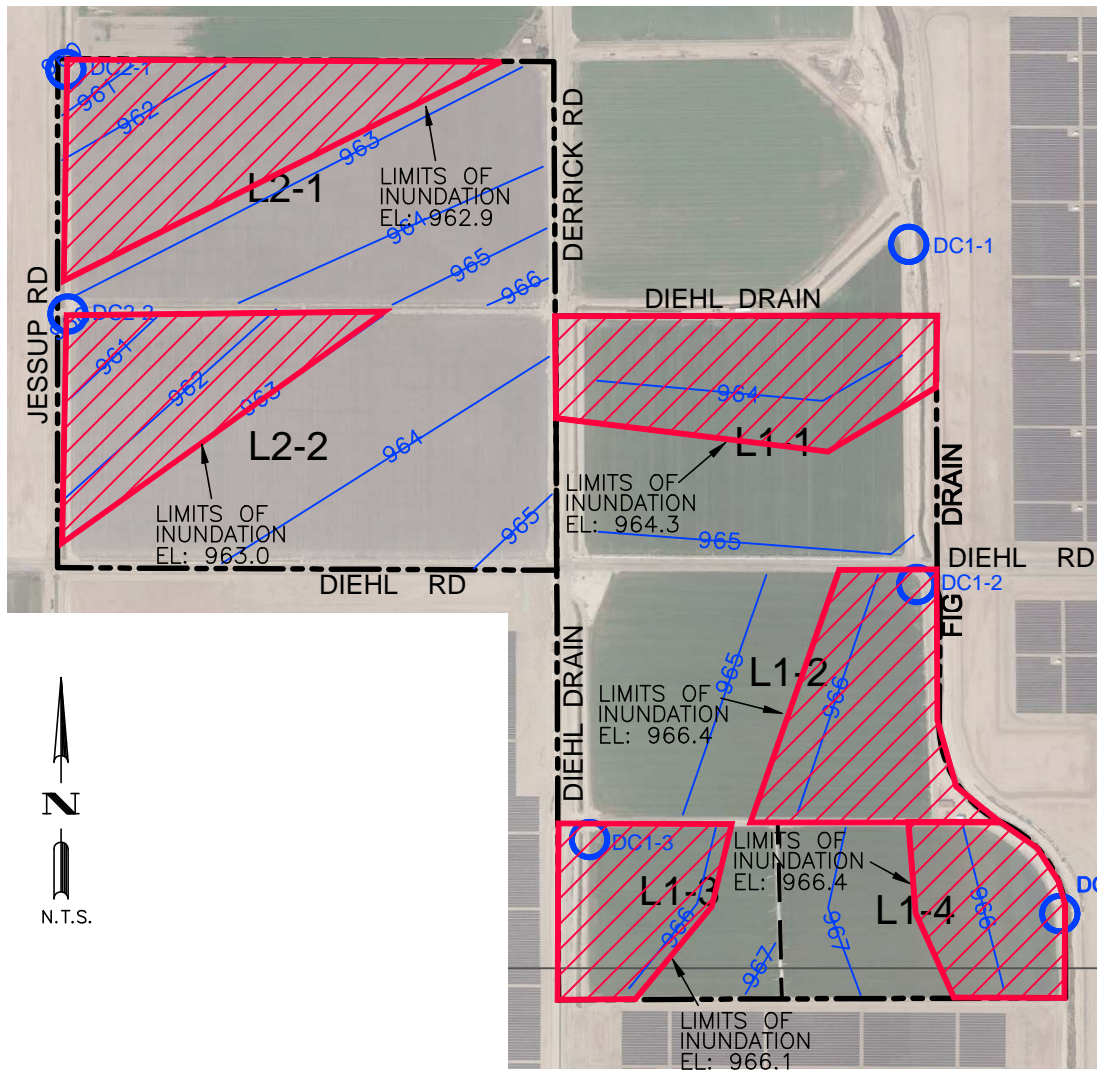 DC2-1
961
962
963
L2-1
LIMITS OF
INUNDATION
EL: 962.9
964
965
966
DERRICK RD
DC1-1
JESSUP RD
DC2-2
DIEHL DRAIN
961
962
963
964
L2-2
965
LIMITS OF
INUNDATION
EL: 963.0
DIEHL RD
964
L1-1
LIMITS OF
INUNDATION
EL: 964.3
965
FIG DRAIN
DIEHL RD
DC1-2
DIEHL DRAIN
965
L1-2
966
LIMITS OF
INUNDATION
EL: 966.4
DC1-3
LIMITS OF
INUNDATION
EL: 966.4
L1-3
966
967
967
L1-4
966
DC
LIMITS OF
INUNDATION
EL: 966.1
N
N.T.S.